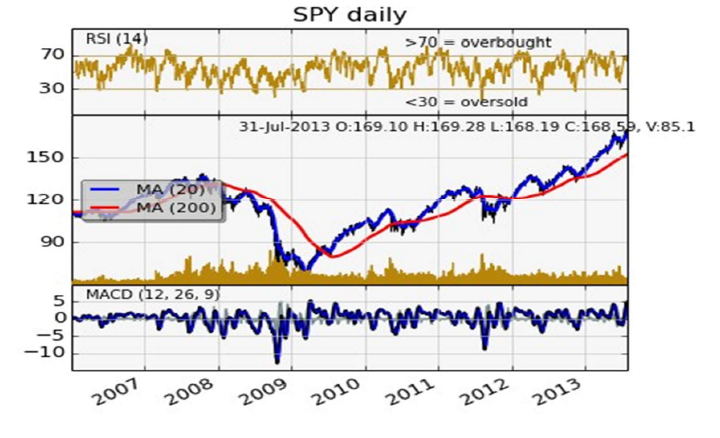 SPY daily
RSI (14)
>70 = overbought
70
30
<30 = oversold
31-Jul-2013 O:169.10 H:169.28 L:168.19 C:168.59, V:85.1
150
120
90
MA (20)
MA (200)
MACD (12, 26, 9)
5
0
−5
−10
2007 2008 2009 2010 2011 2012 2013